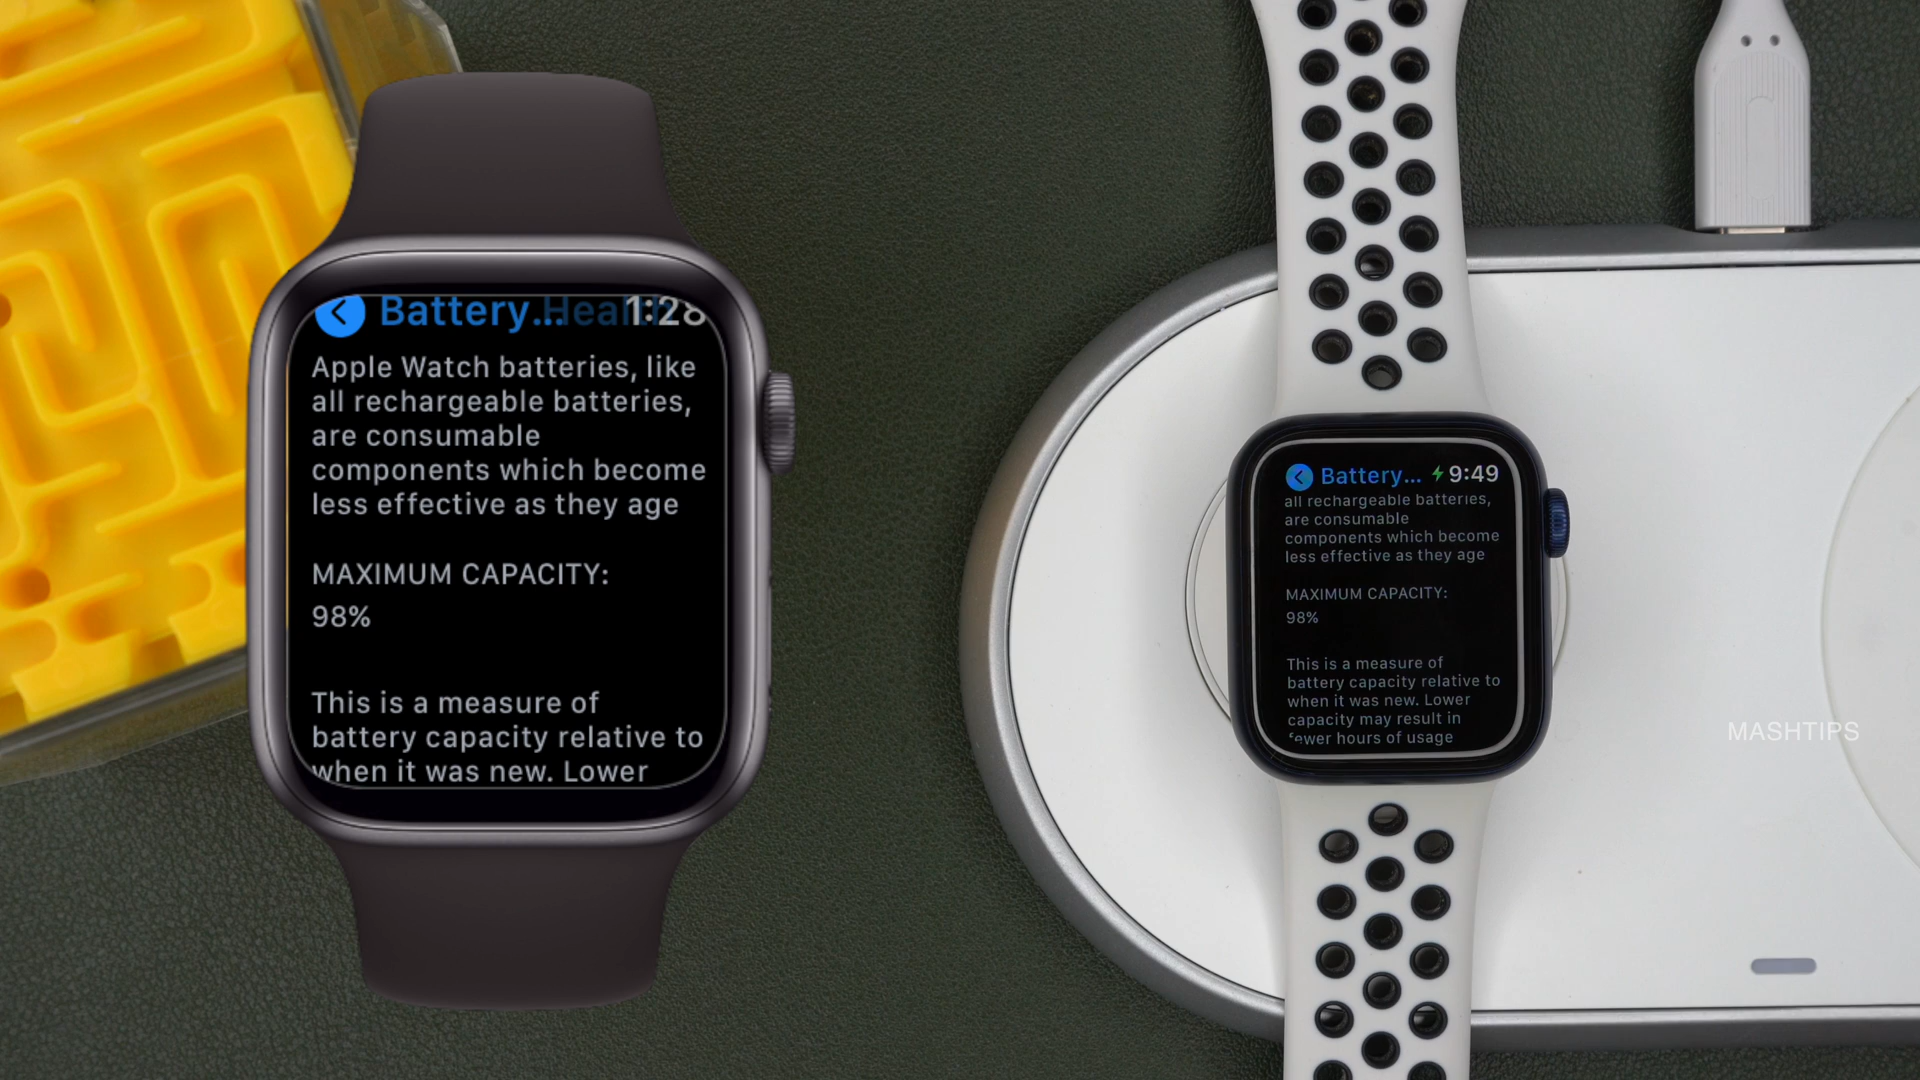 Battery... Health 1:28
Apple Watch batteries, like
all rechargeable batteries,
are consumable
components which become
less effective as they age
MAXIMUM CAPACITY:
98%
This is a measure of
battery capacity relative to
when it was new. Lower
Battery... 9:49
all rechargeable batteries,
are consumable
components which become
less effective as they age
MAXIMUM CAPACITY:
98%
This is a measure of
battery capacity relative to
when it was new. Lower
capacity may result in
fewer hours of usage
MASHTIPS